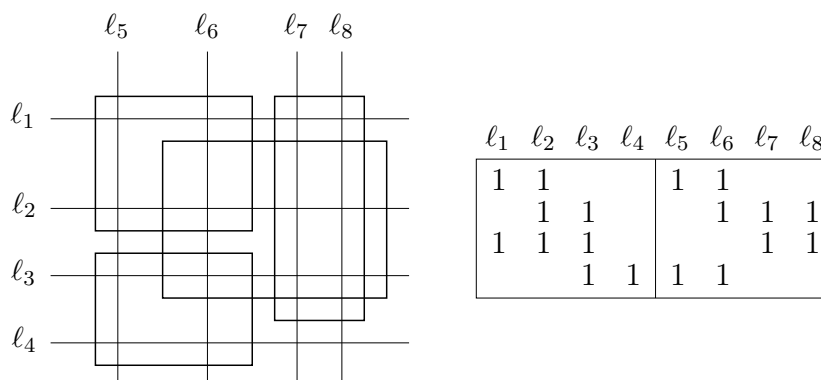 ℓ5 ℓ6 ℓ7 ℓ8
ℓ1
ℓ2
ℓ3
ℓ4
ℓ1 ℓ2 ℓ3 ℓ4 ℓ5 ℓ6 ℓ7 ℓ8
1 1 1 1
1 1 1 1 1
1 1 1 1 1
1 1 1 1